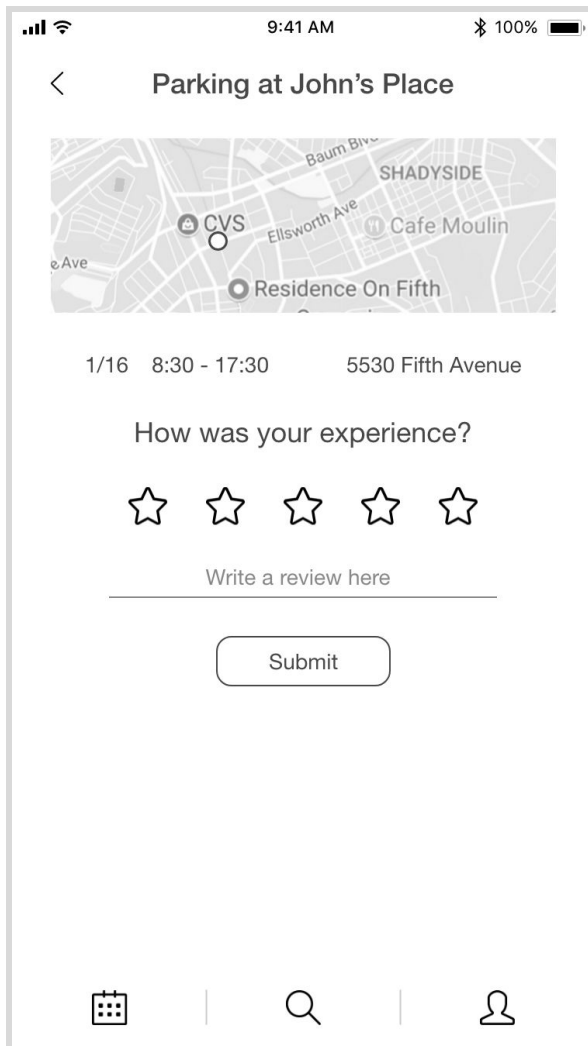 9:41 AM 100%
Parking at John's Place
Baum Blv
SHADYSIDE
CVS
Ellsworth Ave
Cafe Moulin
e Ave
Residence On Fifth
1/16 8:30 - 17:30 5530 Fifth Avenue
How was your experience?
Write a review here
Submit